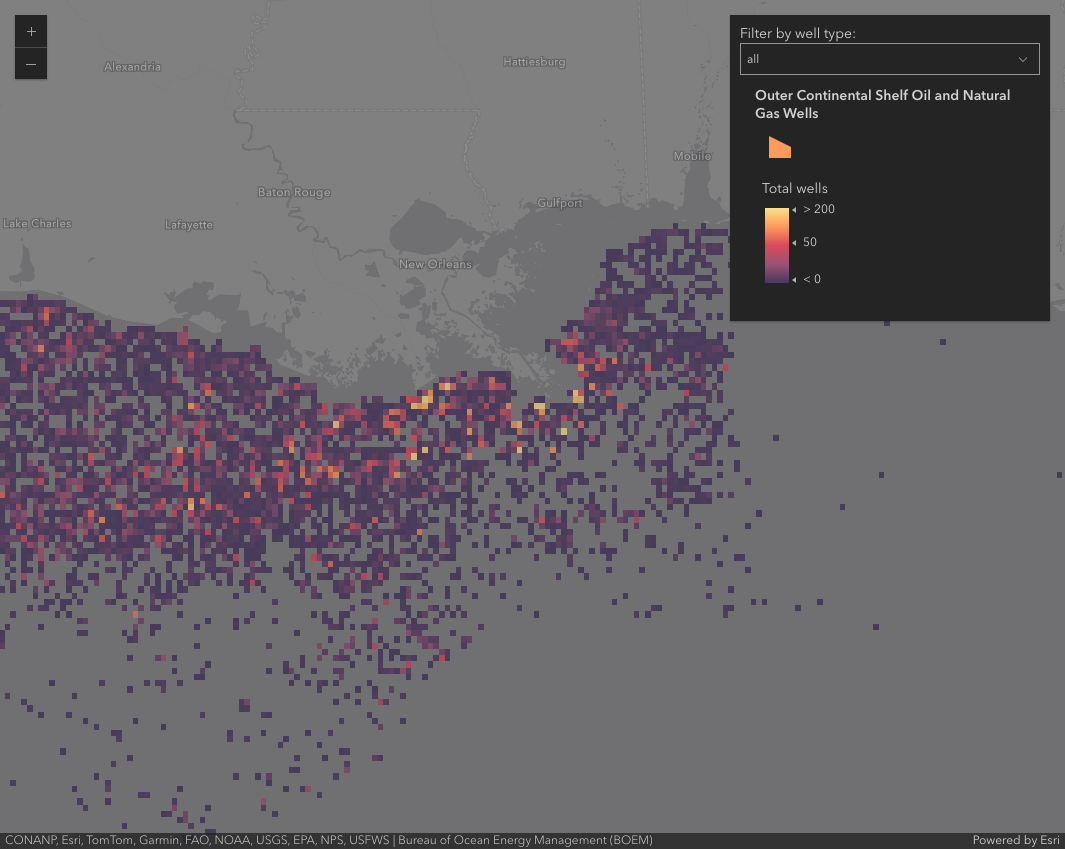 +
−
Alexandria
Hattiesburg
Mobile
Baton Rouge
Gulfport
Lake Charles
Lafayette
New Orleans
Filter by well type:
all
Outer Continental Shelf Oil and Natural
Gas Wells
Total wells
> 200
50
< 0
CONANP, Esri, TomTom, Garmin, FAO, NOAA, USGS, EPA, NPS, USFWS | Bureau of Ocean Energy Management (BOEM)
Powered by Esri